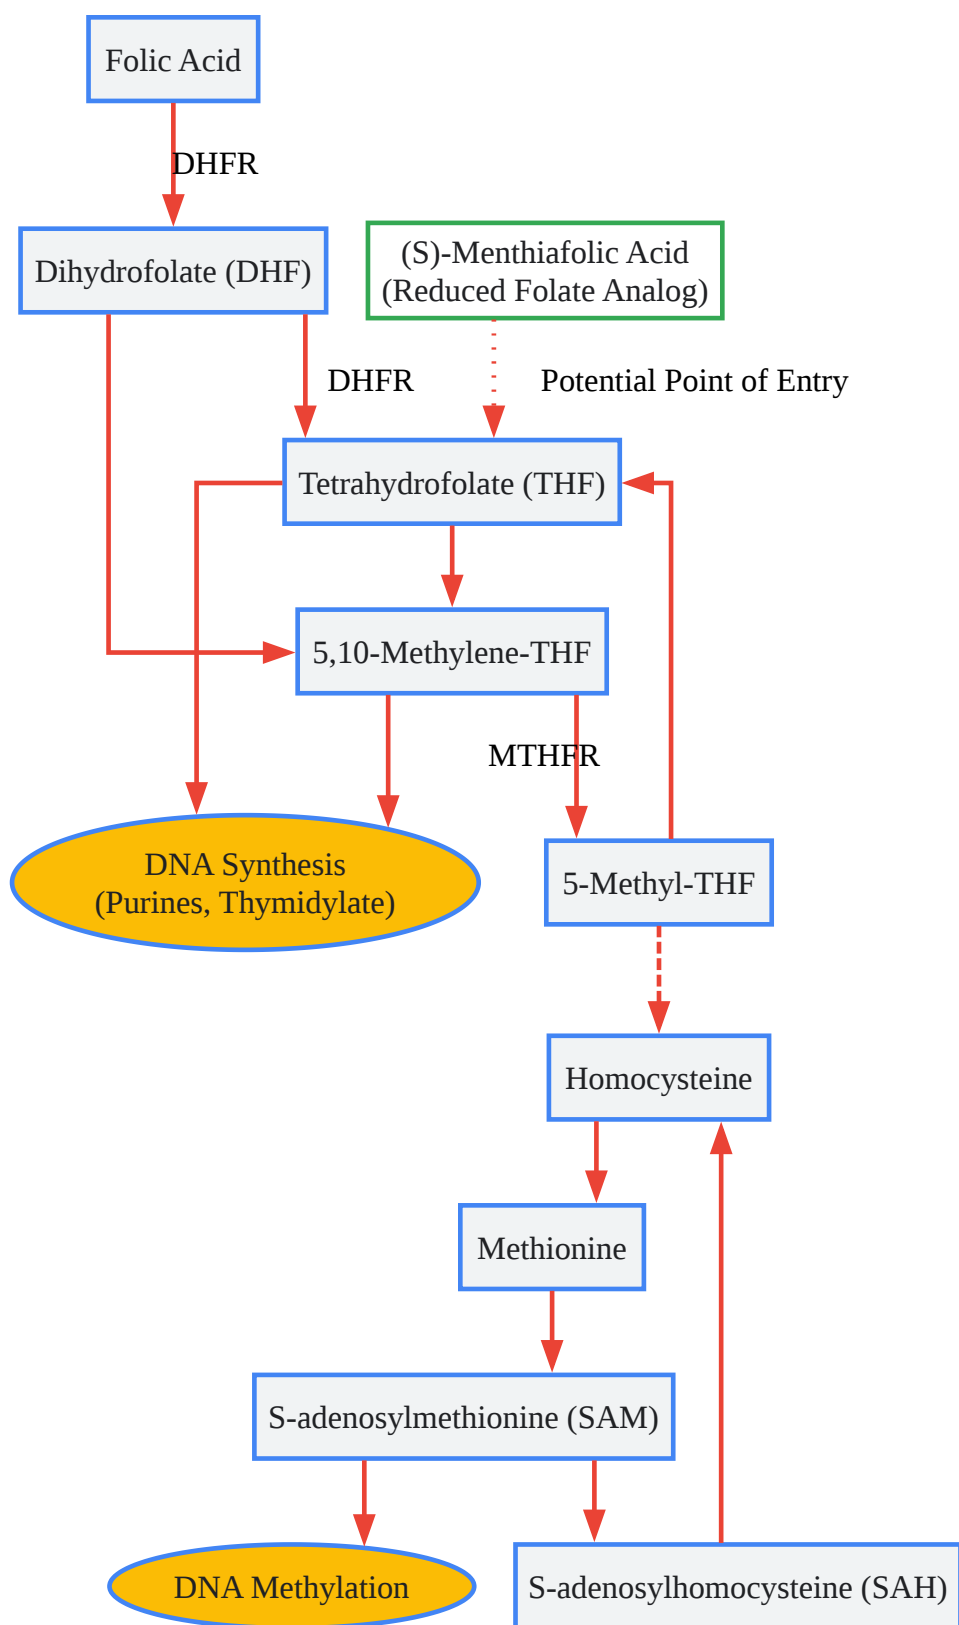 Folic Acid
DHFR
Dihydrofolate (DHF)
(S)-Menthiafolic Acid
(Reduced Folate Analog)
DHFR
Potential Point of Entry
Tetrahydrofolate (THF)
5,10-Methylene-THF
MTHFR
DNA Synthesis
(Purines, Thymidylate)
5-Methyl-THF
Homocysteine
Methionine
S-adenosylmethionine (SAM)
DNA Methylation
S-adenosylhomocysteine (SAH)